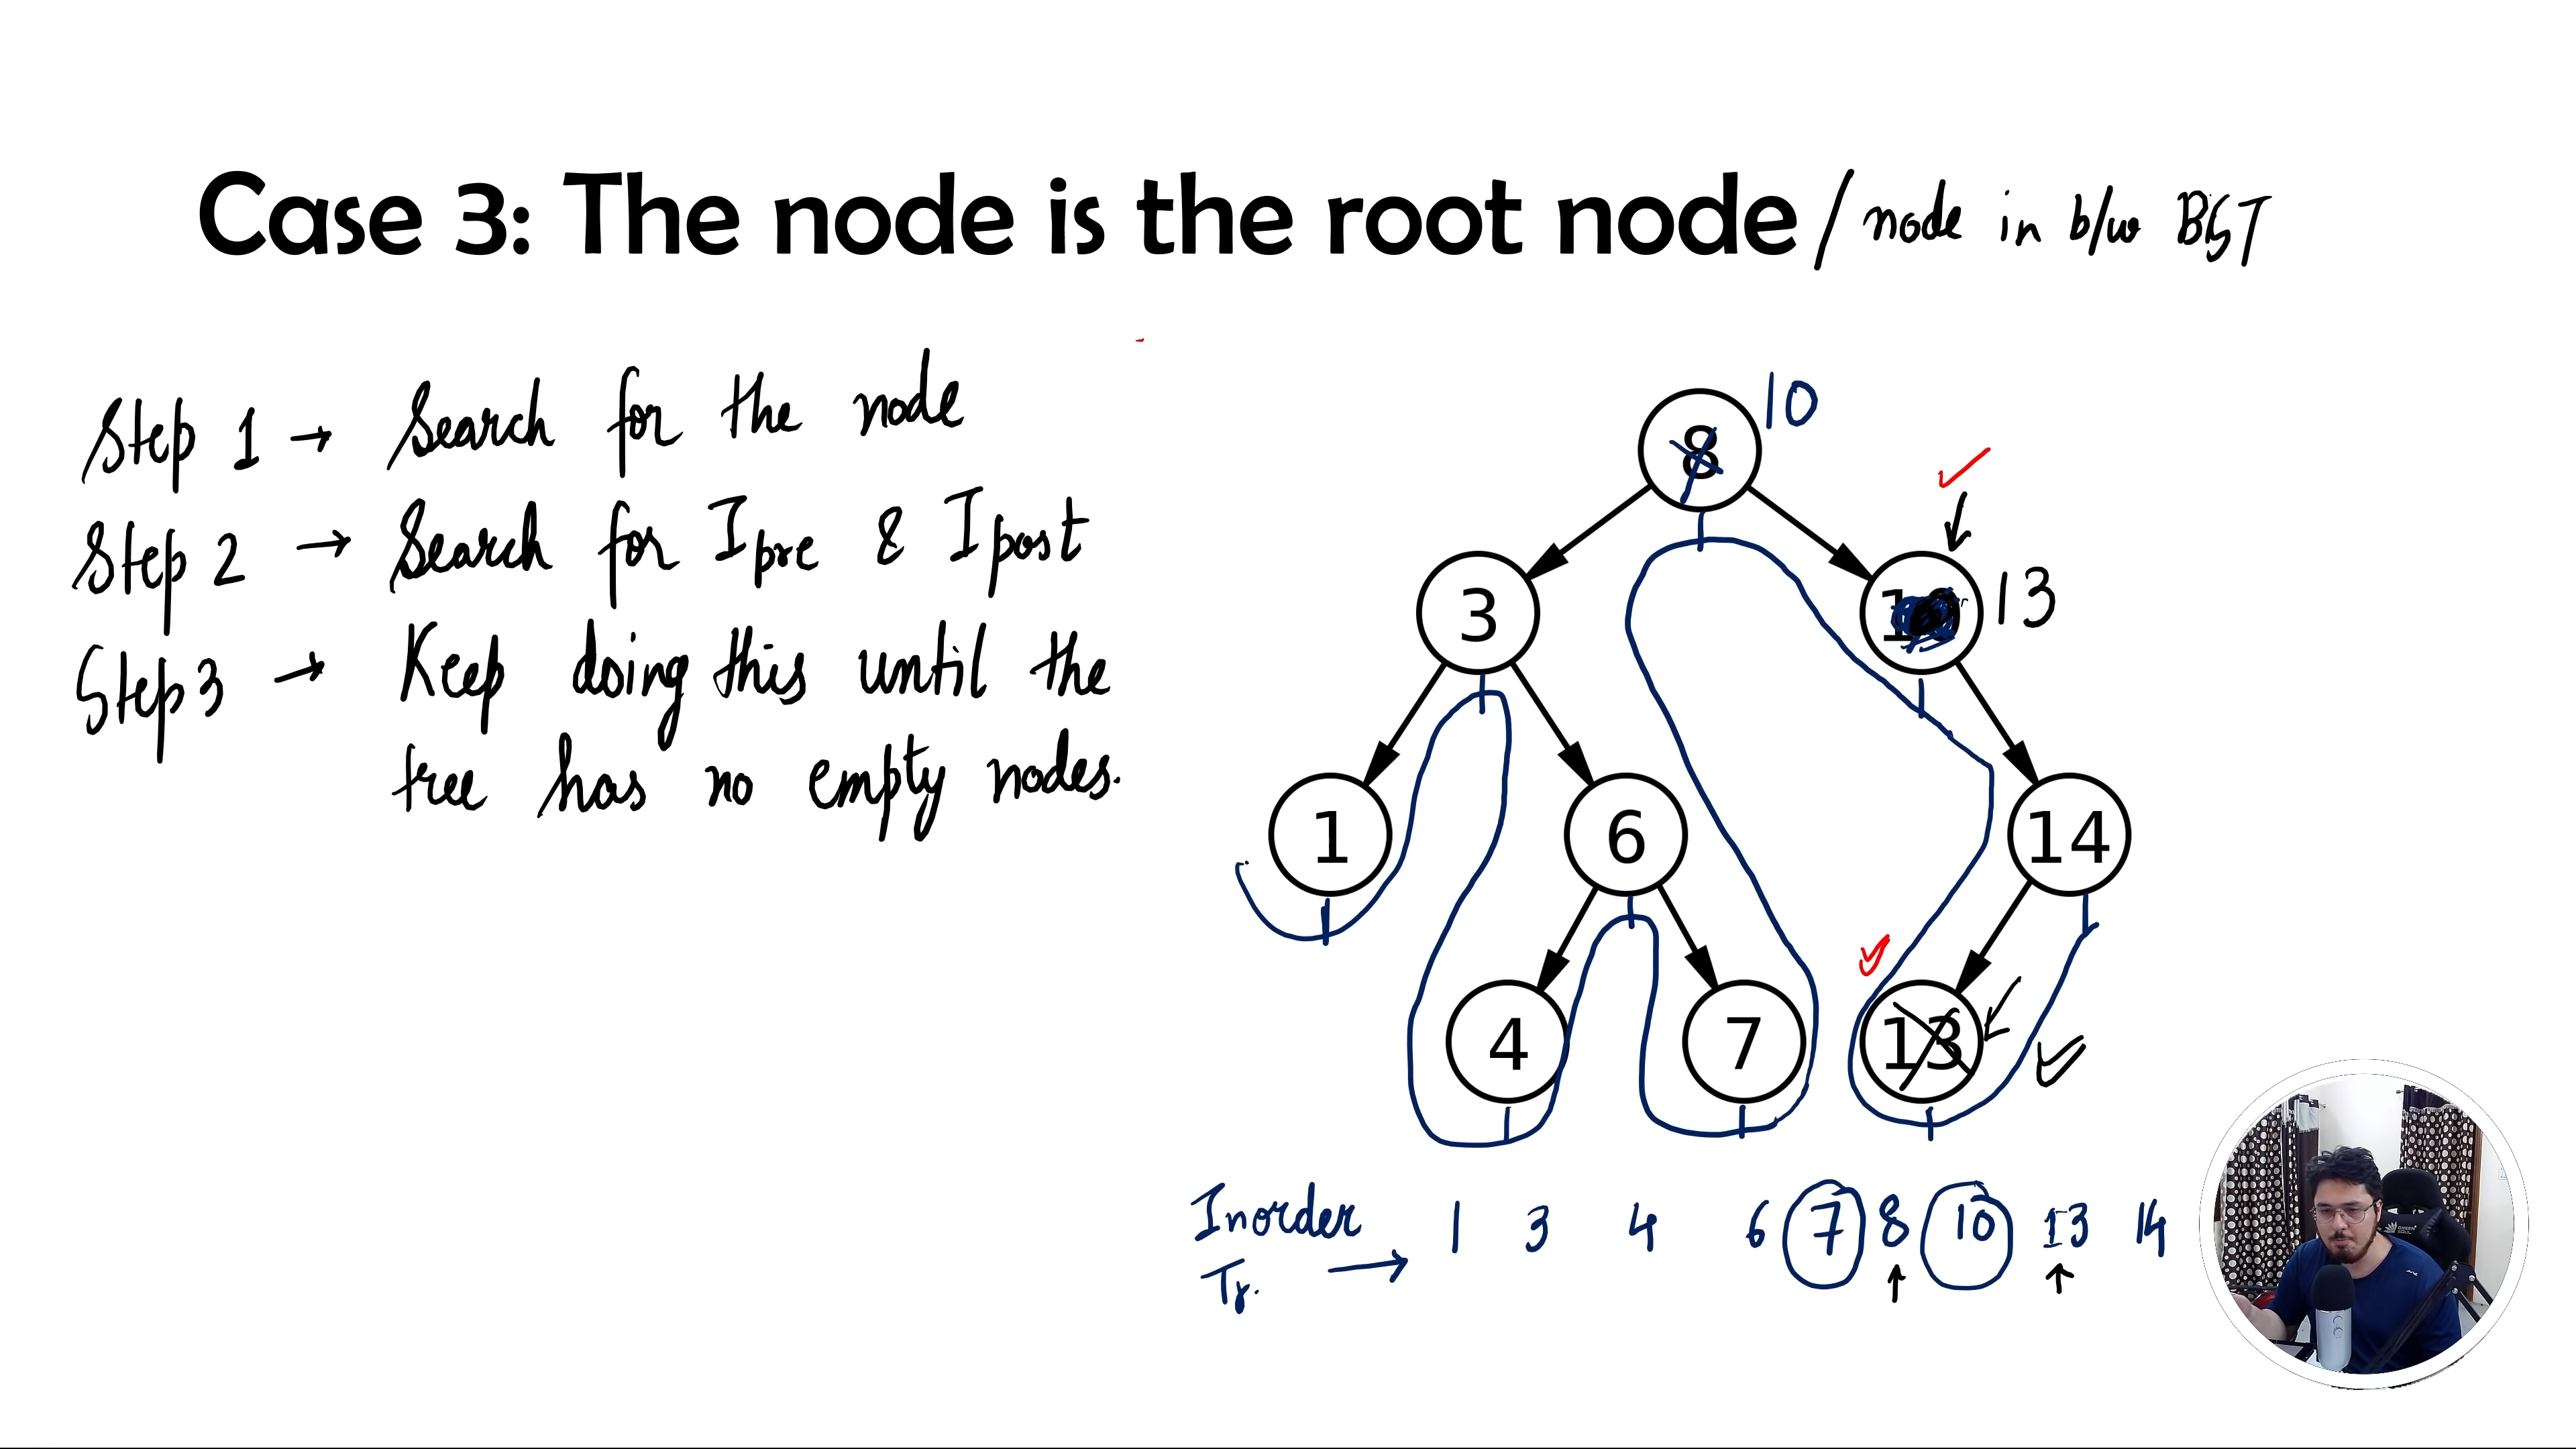 Case 3: The node is the root node / node in b/w BST
Step 1 → Search for the node
Step 2 → Search for Ipre & Ipost
Step 3 → Keep doing this until the
tree has no empty nodes.
8 10
3 10 13
1 6 14
4 7 13
Inorder 1 3 4 6 7 8 10 13 14
Tr. →